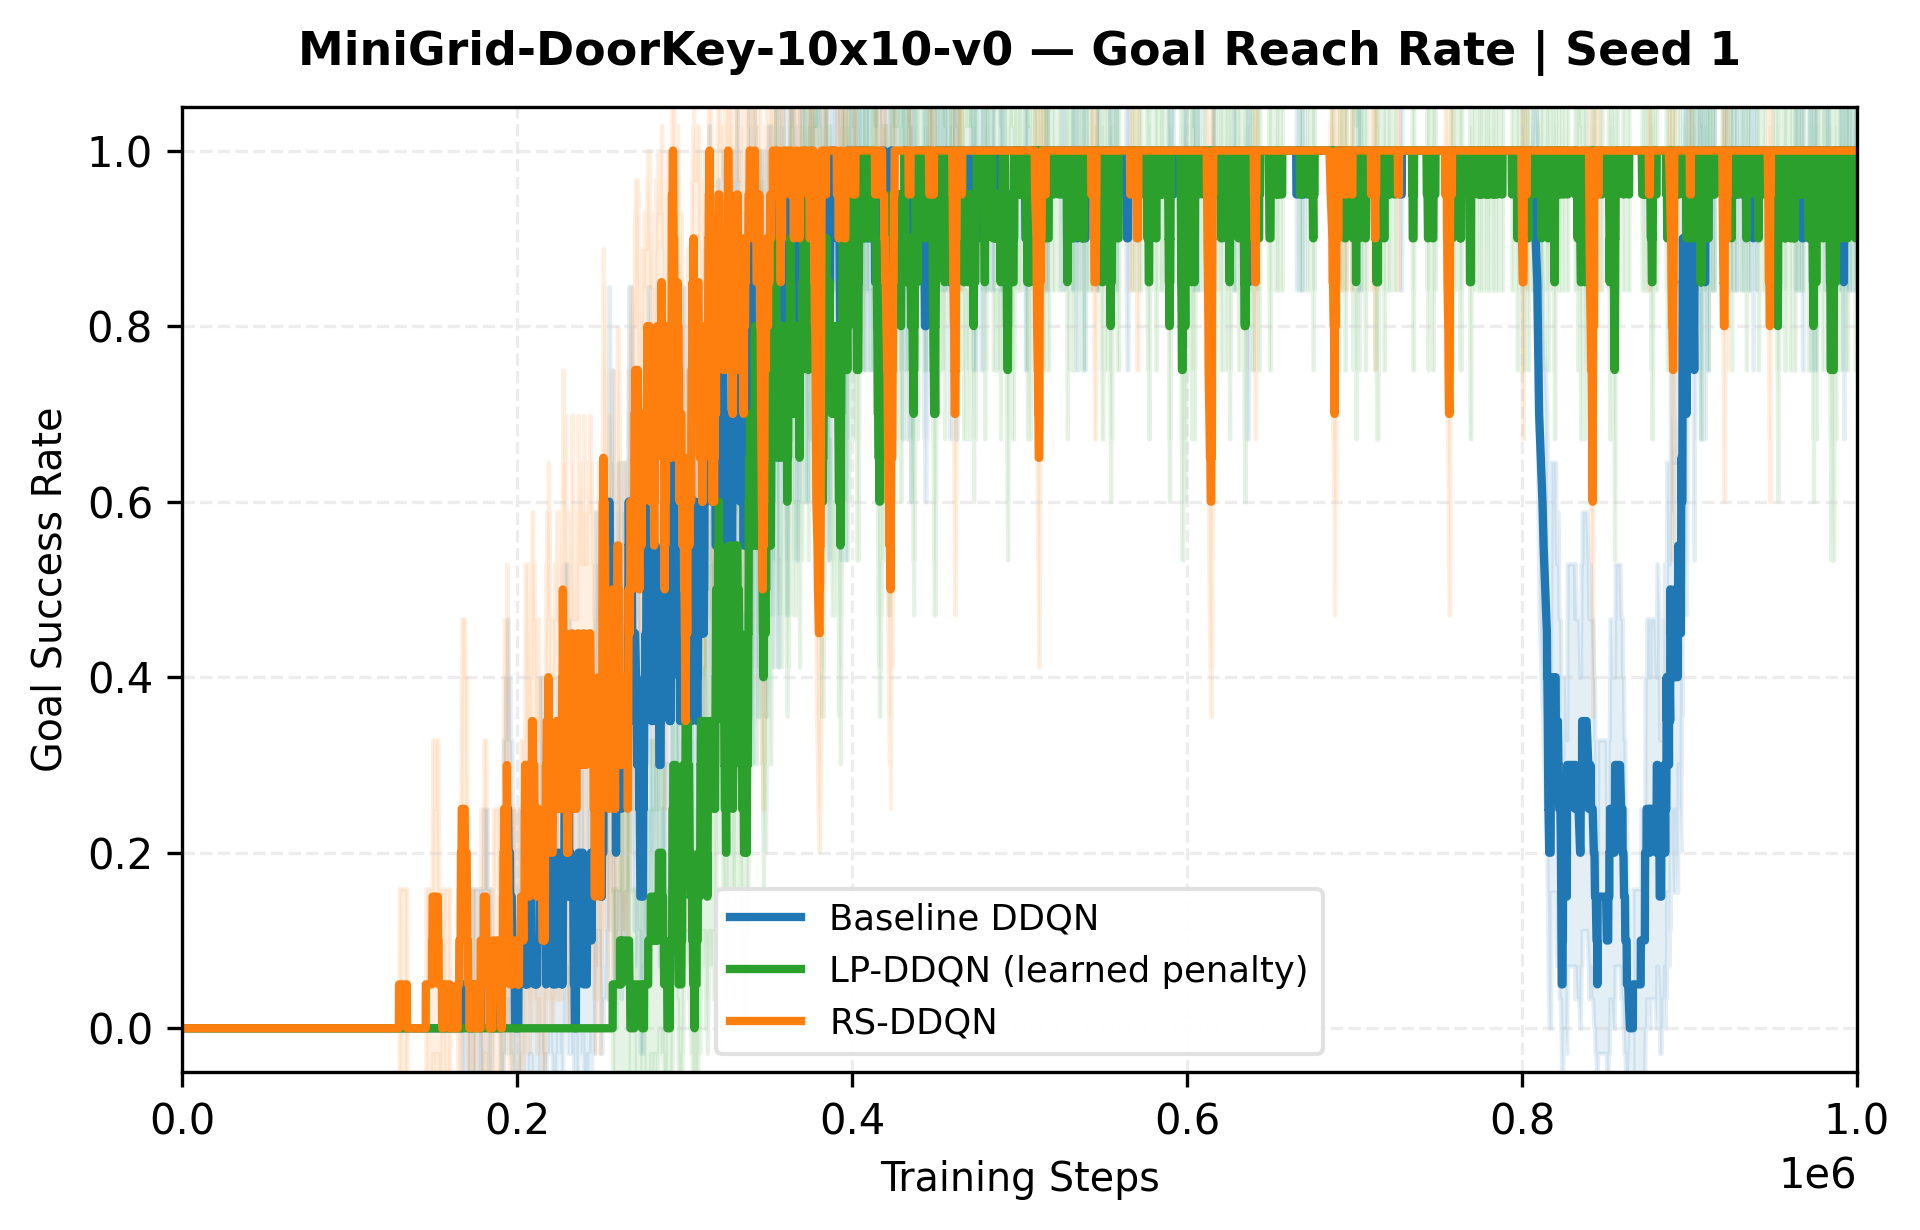 MiniGrid-DoorKey-10x10-v0 — Goal Reach Rate | Seed 1
Goal Success Rate
1.0
0.8
0.6
0.4
0.2
0.0
Baseline DDQN
LP-DDQN (learned penalty)
RS-DDQN
0.0 0.2 0.4 0.6 0.8 1.0
Training Steps
1e6